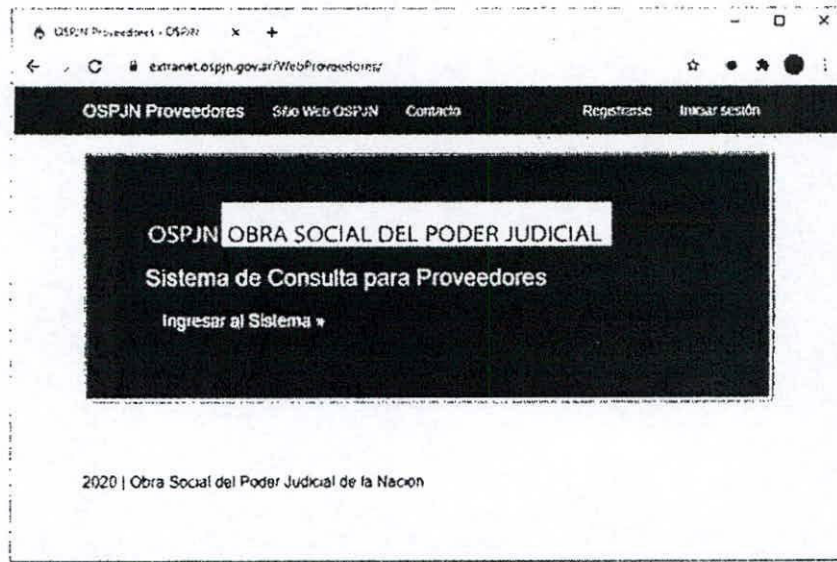 OSPJN Proveedores - OSPJN
extranet.ospjn.gov.ar/WebProveedores/
OSPJN Proveedores Sitio Web OSPJN Contacto Registrarse Iniciar sesión
OSPJN OBRA SOCIAL DEL PODER JUDICIAL
Sistema de Consulta para Proveedores
Ingresar al Sistema »
2020 | Obra Social del Poder Judicial de la Nación